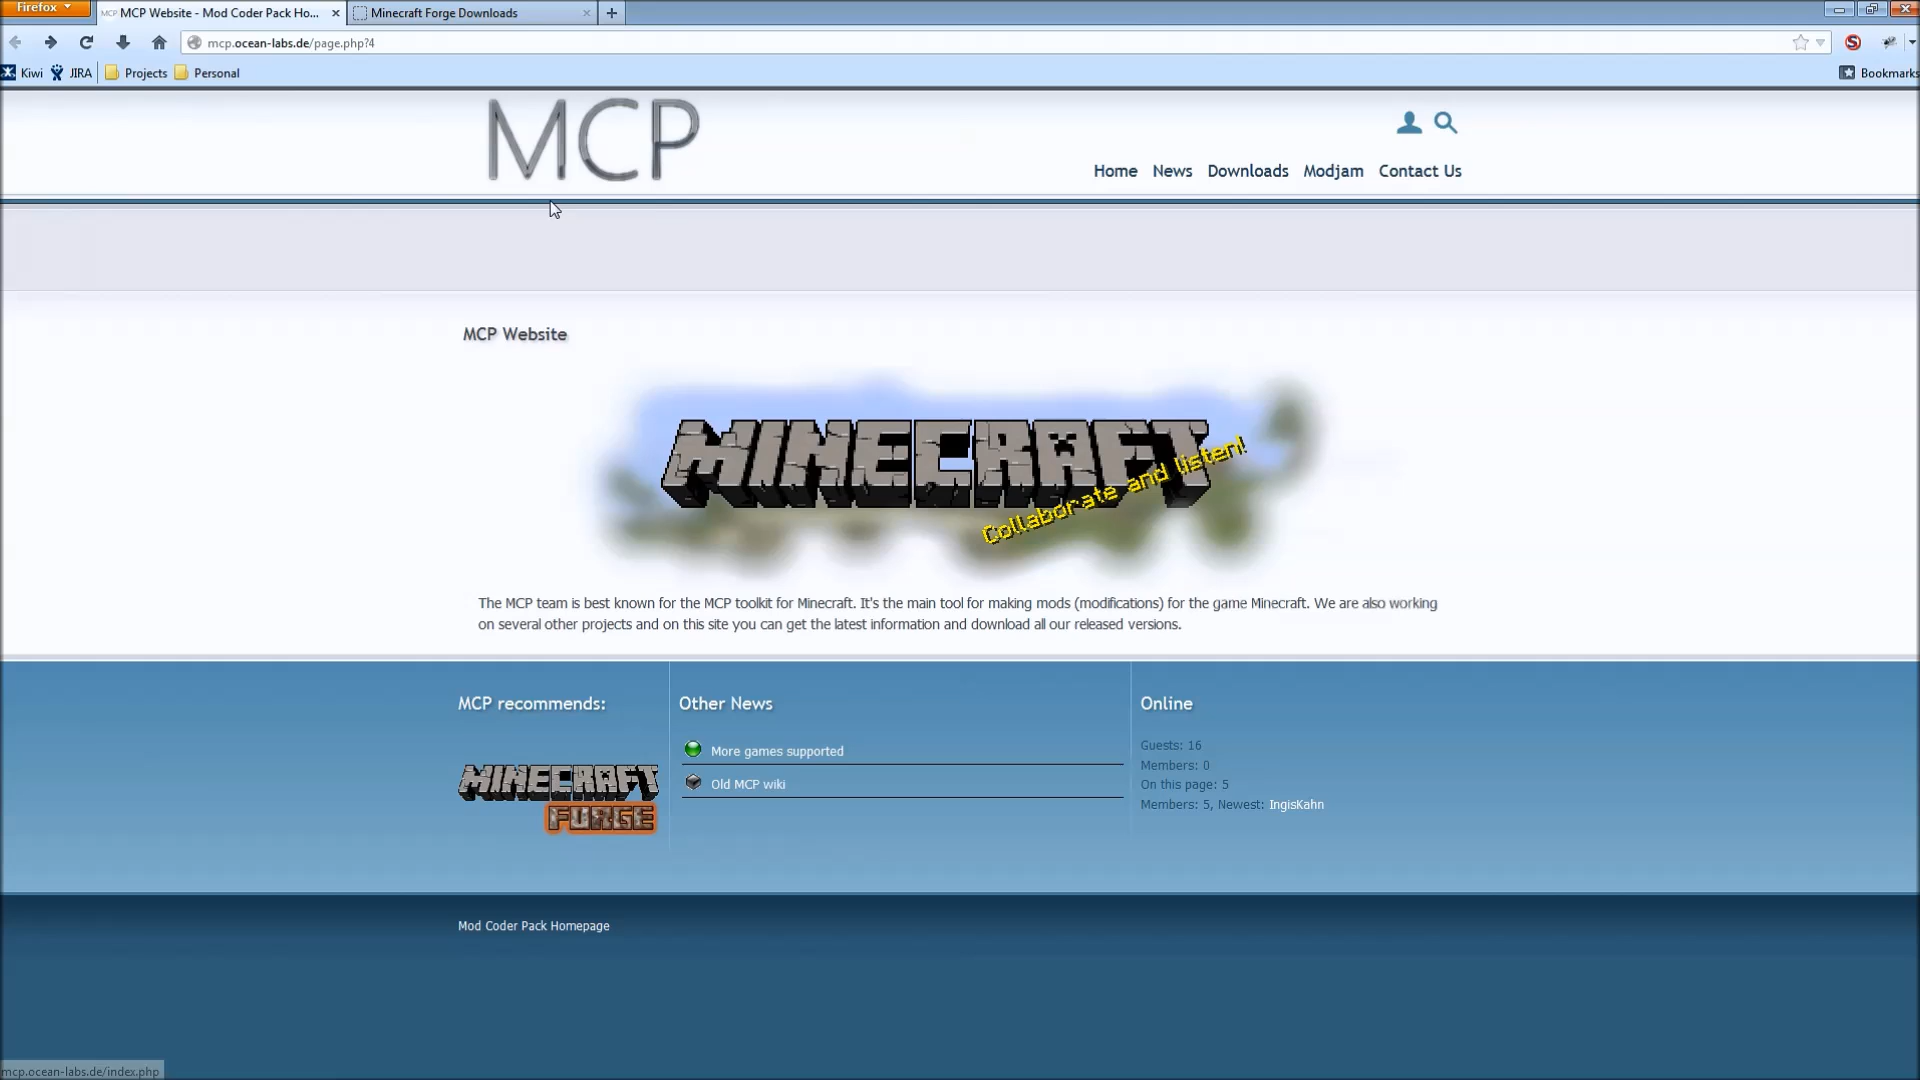 Firefox
MCP Website - Mod Coder Pack Ho...
Minecraft Forge Downloads
mcp.ocean-labs.de/page.php?4
Kiwi
JIRA
Projects
Personal
Bookmarks
MCP
Home
News
Downloads
Modjam
Contact Us
MCP Website
MINECRAFT
Collaborate and listen!
The MCP team is best known for the MCP toolkit for Minecraft. It's the main tool for making mods (modifications) for the game Minecraft. We are also working
on several other projects and on this site you can get the latest information and download all our released versions.
MCP recommends:
MINECRAFT
FORGE
Other News
More games supported
Old MCP wiki
Online
Guests: 16
Members: 0
On this page: 5
Members: 5, Newest: IngisKahn
Mod Coder Pack Homepage
mcp.ocean-labs.de/index.php